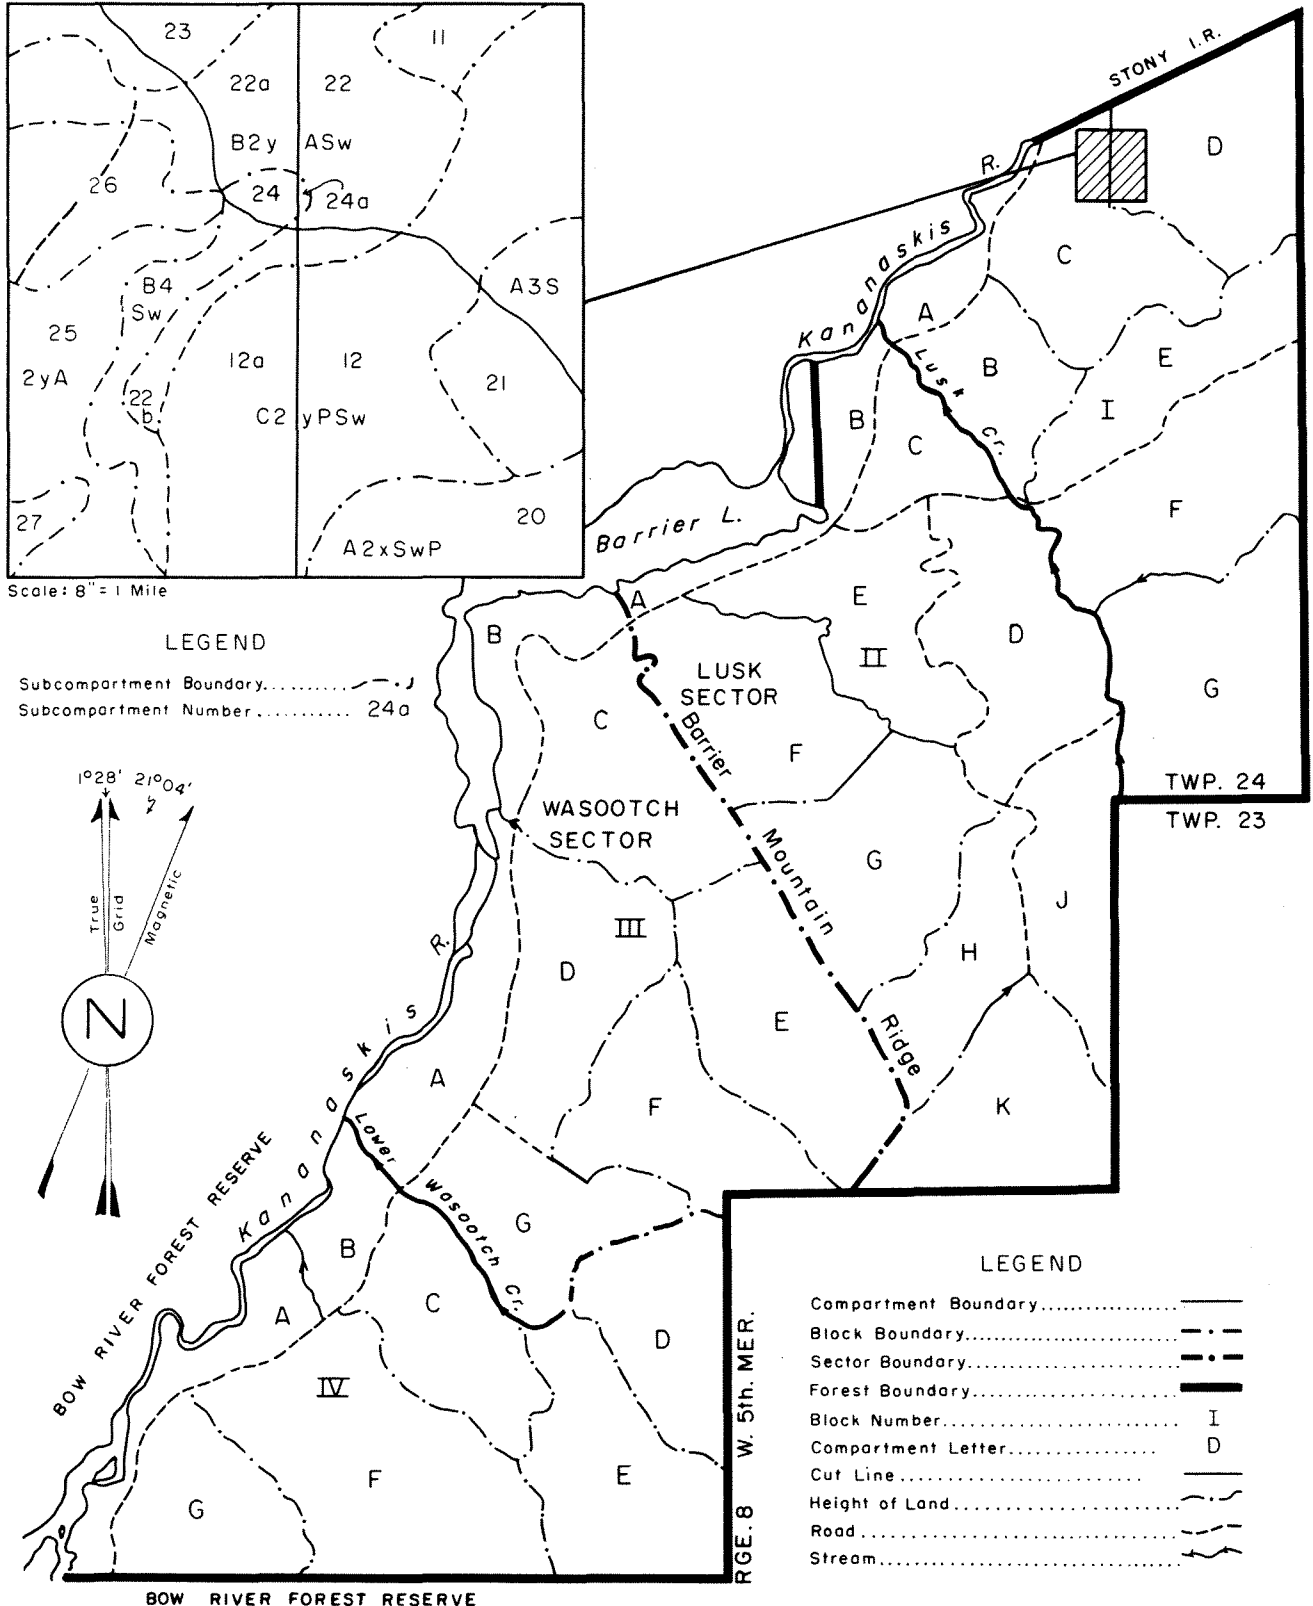 23
11
22a
22
B2y
ASw
26
24
24a
B4
Sw
A3S
25
2yA
12a
12
21
22
b
C2
yPSw
27
20
A2xSwP
Scale: 8" = 1 Mile
LEGEND
Subcompartment Boundary
Subcompartment Number 24a
1°28' 21°04'
True
Grid
Magnetic
N
STONY I.R.
D
R.
Kananaskis
C
A
Lusk
Cr.
B
E
I
B
C
F
Barrier L.
A
B
E
II
D
LUSK
SECTOR
G
C
Barrier
F
TWP. 24
TWP. 23
WASOOTCH
SECTOR
Mountain
G
J
III
H
R.
D
E
Ridge
Kananaskis
A
F
K
Lower
Wasootch
Cr.
BOW RIVER FOREST RESERVE
Kananaskis
G
B
C
A
D
IV
F
E
G
RGE. 8 W. 5th. MER.
BOW RIVER FOREST RESERVE
LEGEND
Compartment Boundary
Block Boundary
Sector Boundary
Forest Boundary
Block Number I
Compartment Letter D
Cut Line
Height of Land
Road
Stream